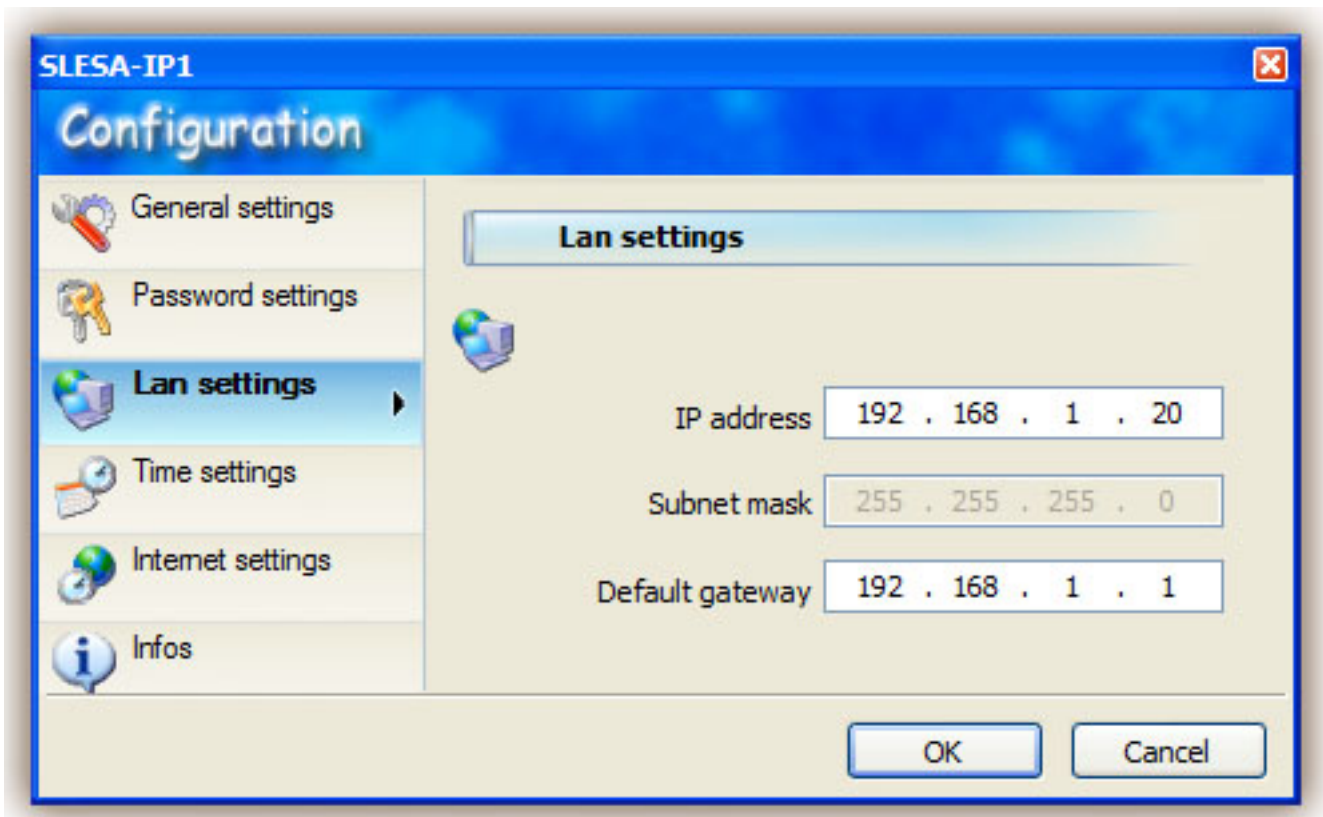 SLESA-IP1
Configuration
General settings
Password settings
Lan settings
Time settings
Internet settings
Infos
Lan settings
IP address 192 . 168 . 1 . 20
Subnet mask 255 . 255 . 255 . 0
Default gateway 192 . 168 . 1 . 1
OK Cancel